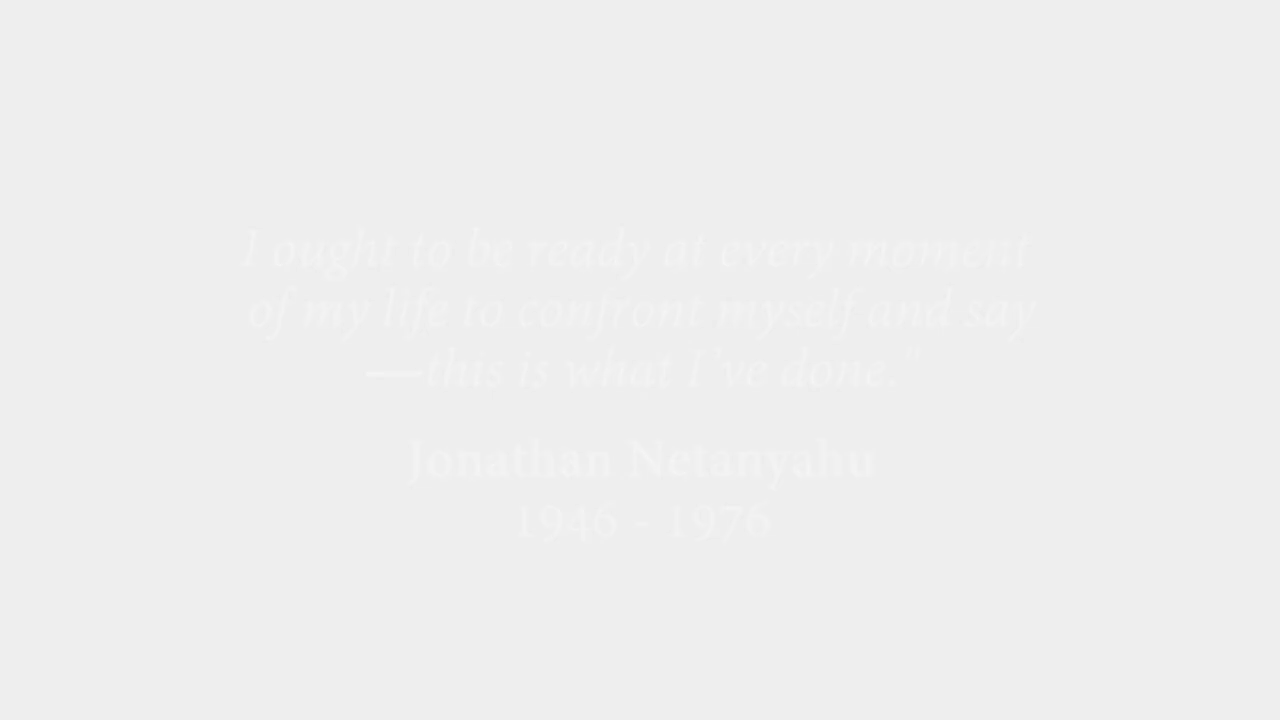 I ought to be ready at every moment
of my life to confront myself and say
—this is what I've done."
Jonathan Netanyahu
1946 - 1976